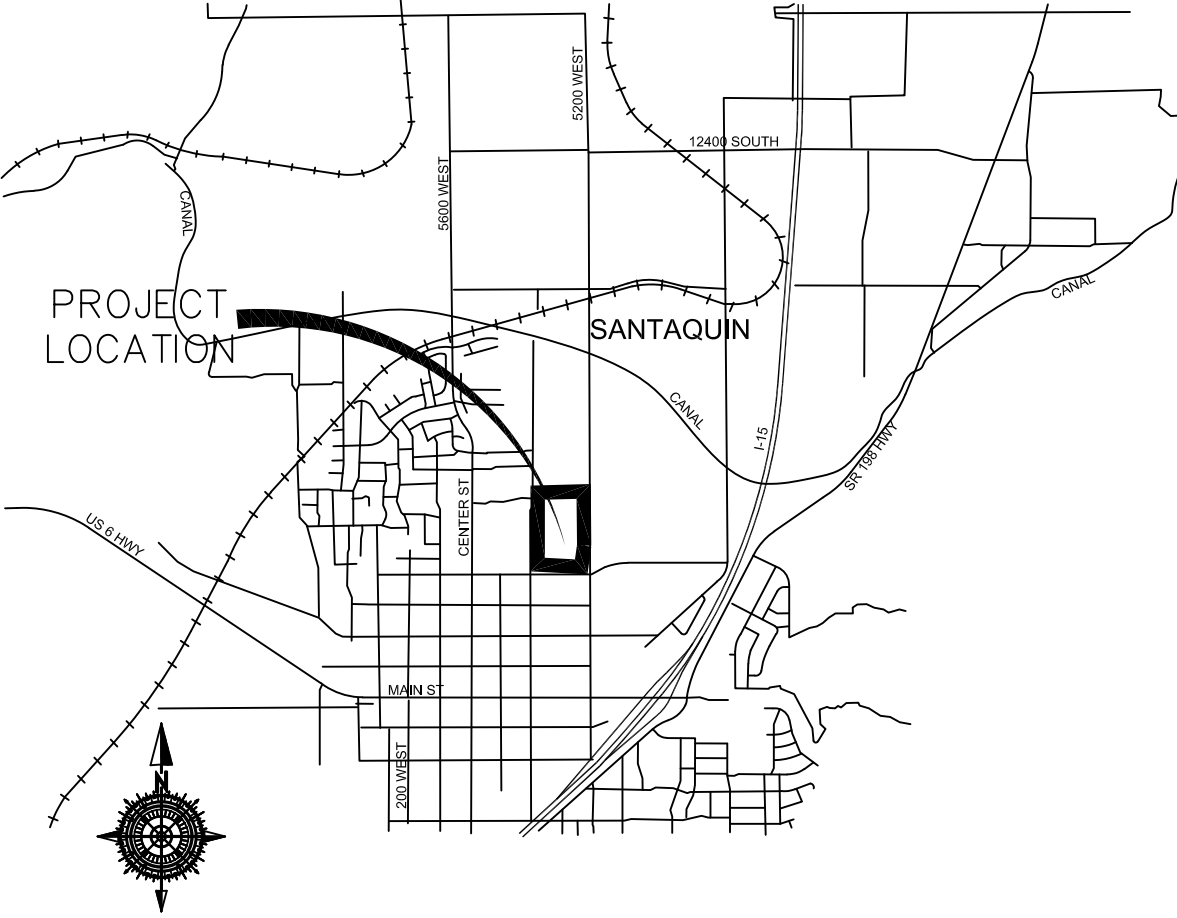 5200 WEST
12400 SOUTH
5600 WEST
CANAL
CANAL
PROJECT
LOCATION
SANTAQUIN
CANAL
I-15
SR 198 HWY
CENTER ST
US 6 HWY
MAIN ST
200 WEST
N